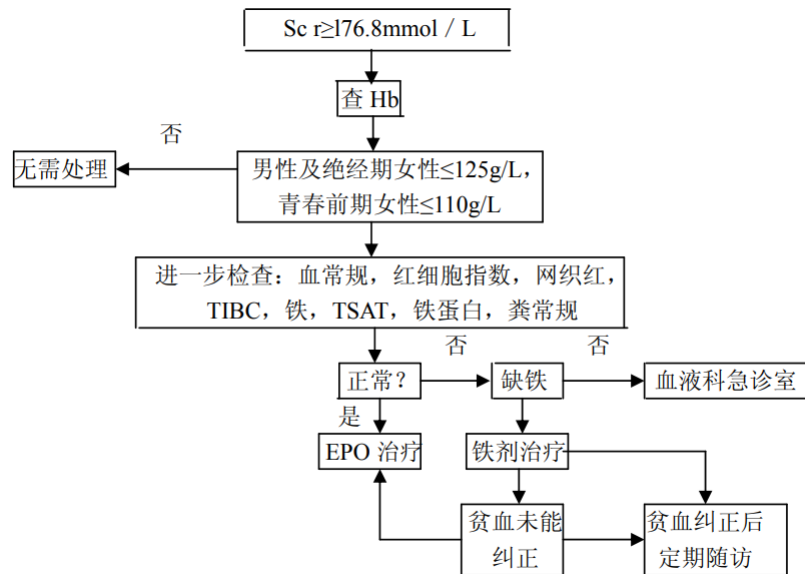 Sc r≥l76.8mmol / L
查 Hb
否
无需处理
男性及绝经期女性≤125g/L，
青春前期女性≤110g/L
进一步检查：血常规，红细胞指数，网织红，
TIBC，铁，TSAT，铁蛋白，粪常规
否
否
正常？
缺铁
血液科急诊室
是
EPO 治疗
铁剂治疗
贫血未能
纠正
贫血纠正后
定期随访